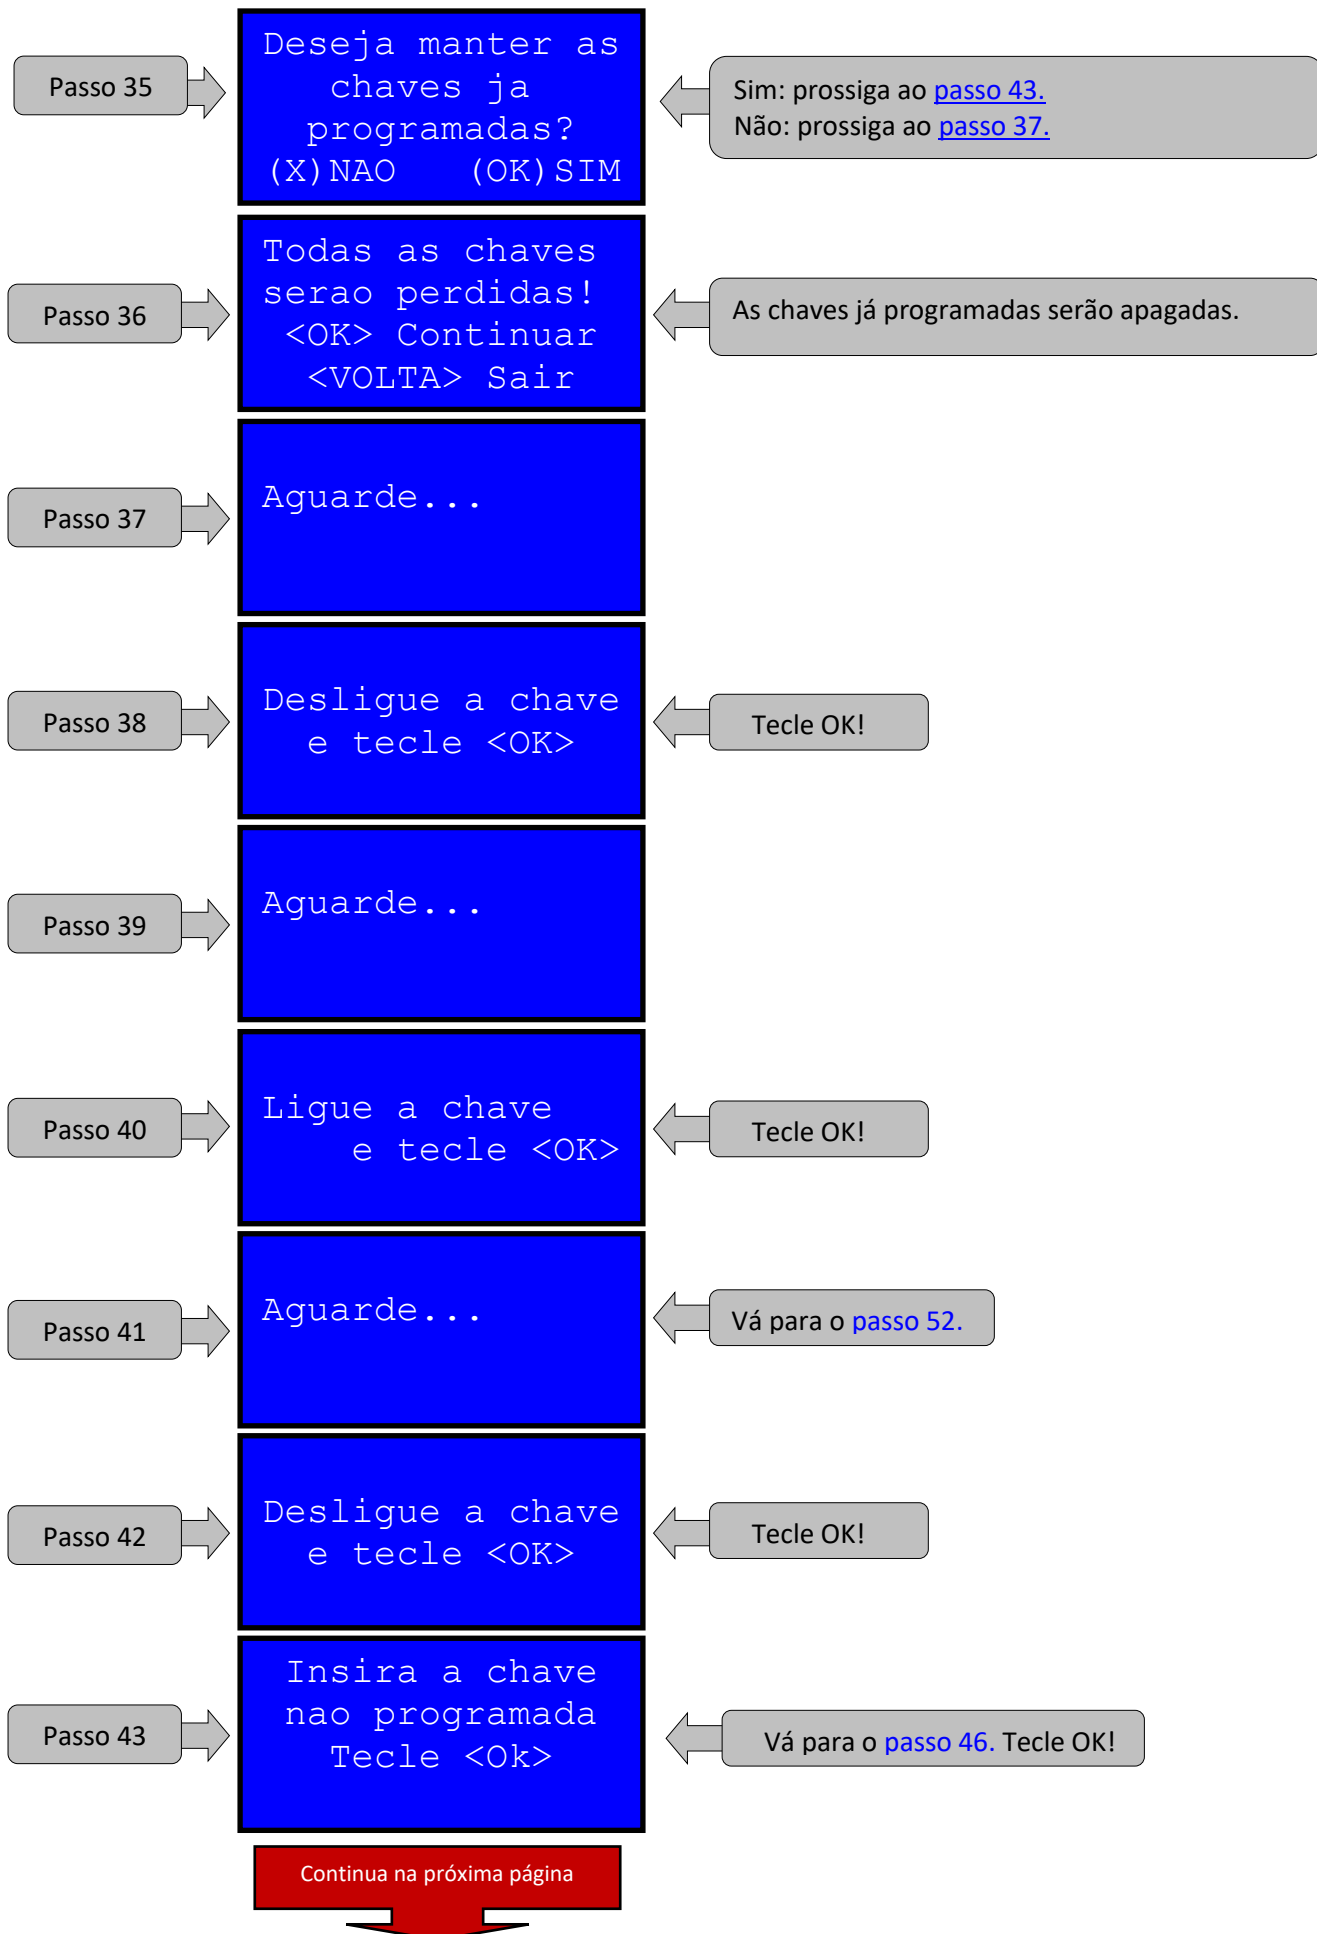 Passo 35
Deseja manter as
chaves ja
programadas?
(X)NAO (OK)SIM
Sim: prossiga ao passo 43.
Não: prossiga ao passo 37.
Passo 36
Todas as chaves
serao perdidas!
<OK> Continuar
<VOLTA> Sair
As chaves já programadas serão apagadas.
Passo 37
Aguarde...
Passo 38
Desligue a chave
e tecle <OK>
Tecle OK!
Passo 39
Aguarde...
Passo 40
Ligue a chave
e tecle <OK>
Tecle OK!
Passo 41
Aguarde...
Vá para o passo 52.
Passo 42
Desligue a chave
e tecle <OK>
Tecle OK!
Passo 43
Insira a chave
nao programada
Tecle <Ok>
Vá para o passo 46. Tecle OK!
Continua na próxima página